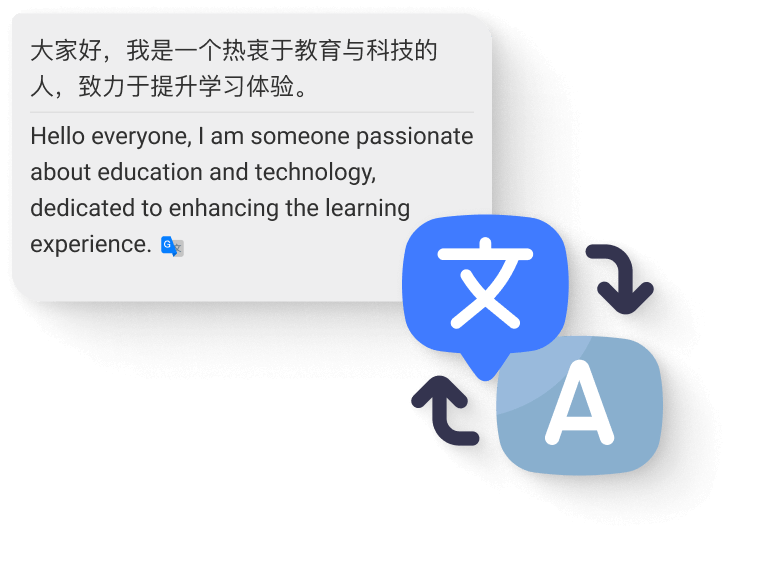 大家好，我是一个热衷于教育与科技的
人，致力于提升学习体验。
Hello everyone, I am someone passionate
about education and technology,
dedicated to enhancing the learning
experience. G 文
文
A